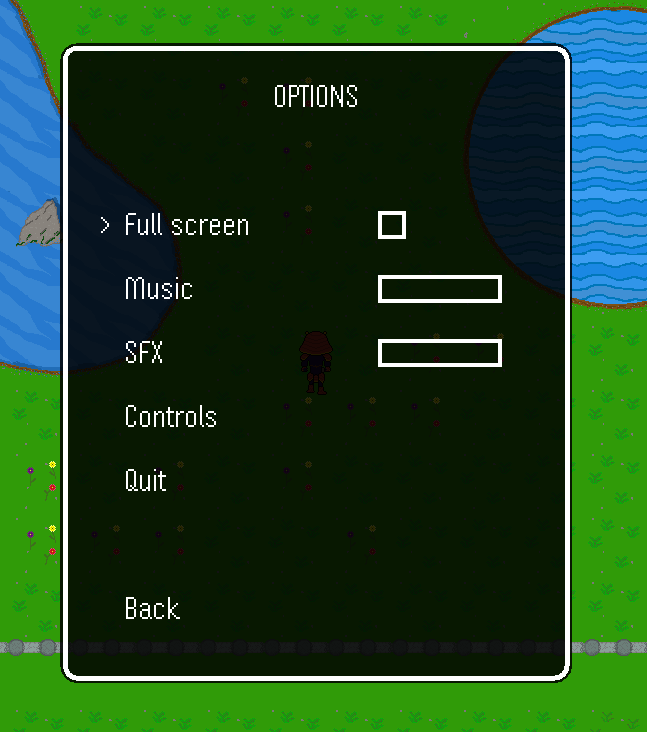 OPTIONS
> Full screen
Music
SFX
Controls
Quit
Back